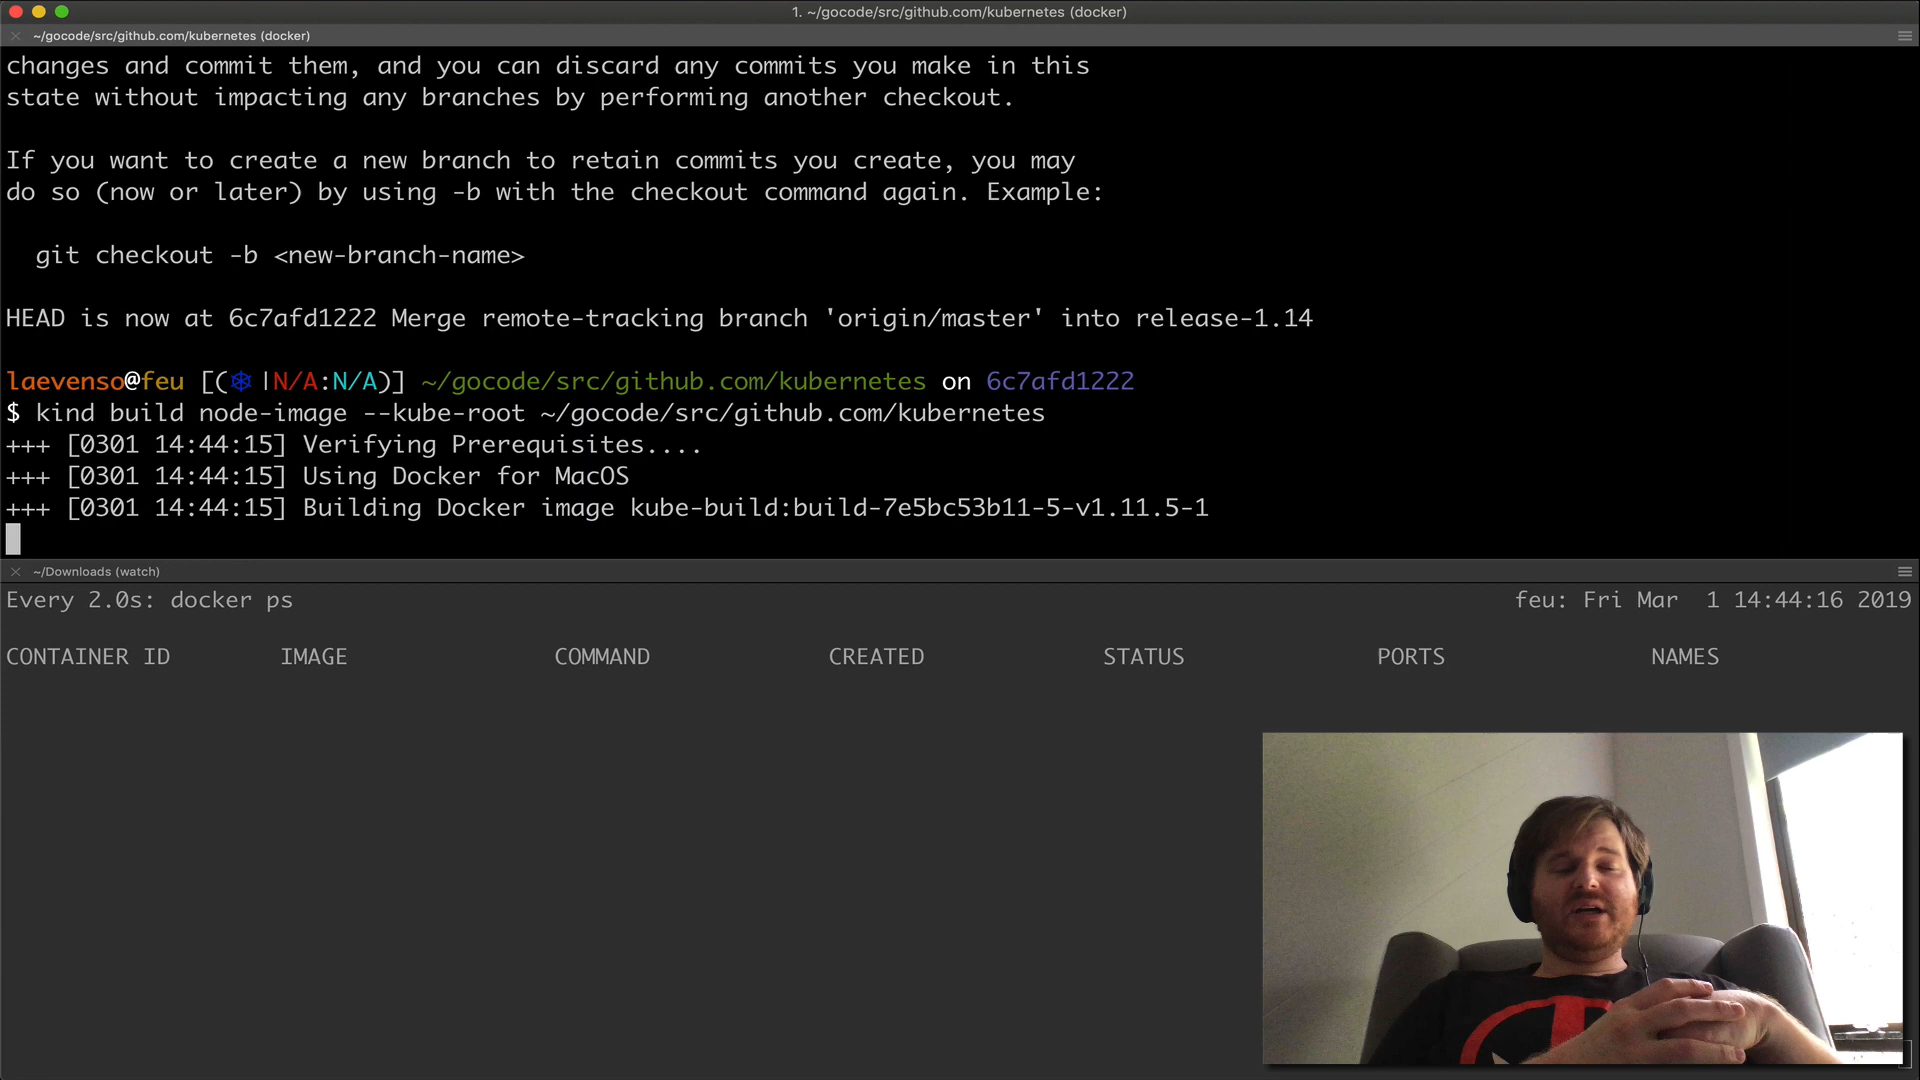 1. ~/gocode/src/github.com/kubernetes (docker)
~/gocode/src/github.com/kubernetes (docker)
changes and commit them, and you can discard any commits you make in this
state without impacting any branches by performing another checkout.
If you want to create a new branch to retain commits you create, you may
do so (now or later) by using -b with the checkout command again. Example:
git checkout -b <new-branch-name>
HEAD is now at 6c7afd1222 Merge remote-tracking branch 'origin/master' into release-1.14
laevenso@feu [(⎈ |N/A:N/A)] ~/gocode/src/github.com/kubernetes on 6c7afd1222
$ kind build node-image --kube-root ~/gocode/src/github.com/kubernetes
+++ [0301 14:44:15] Verifying Prerequisites....
+++ [0301 14:44:15] Using Docker for MacOS
+++ [0301 14:44:15] Building Docker image kube-build:build-7e5bc53b11-5-v1.11.5-1
~/Downloads (watch)
Every 2.0s: docker ps feu: Fri Mar 1 14:44:16 2019
CONTAINER ID IMAGE COMMAND CREATED STATUS PORTS NAMES